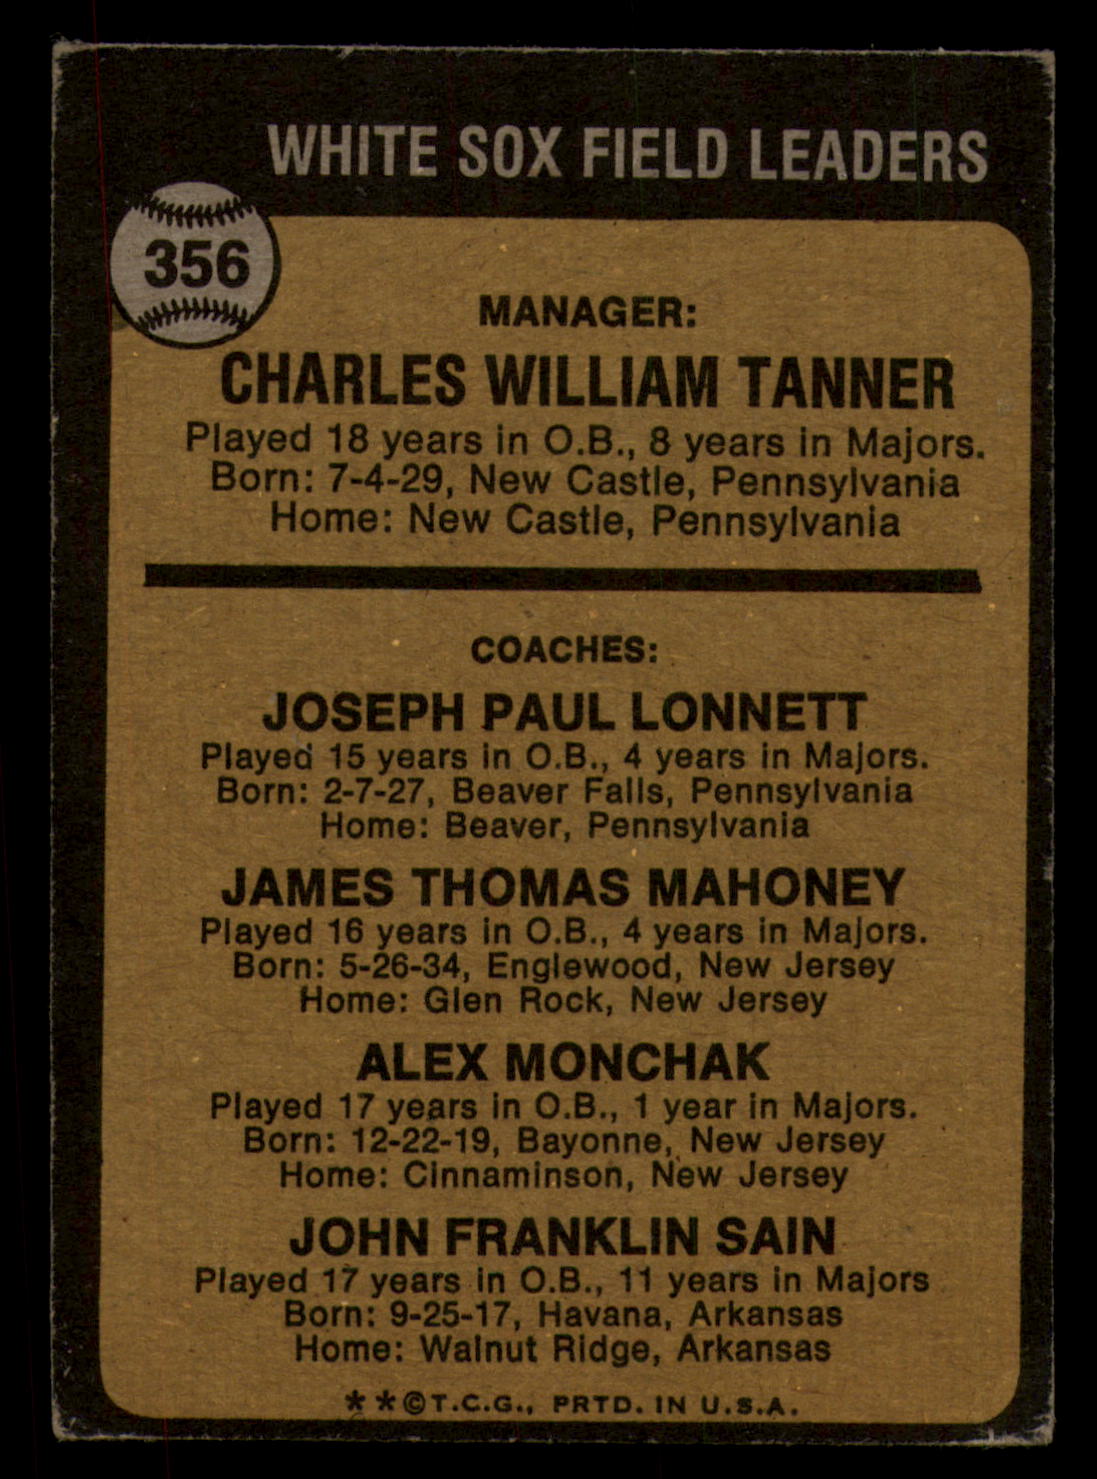 WHITE SOX FIELD LEADERS
356
MANAGER:
CHARLES WILLIAM TANNER
Played 18 years in O.B., 8 years in Majors.
Born: 7-4-29, New Castle, Pennsylvania
Home: New Castle, Pennsylvania
COACHES:
JOSEPH PAUL LONNETT
Played 15 years in O.B., 4 years in Majors.
Born: 2-7-27, Beaver Falls, Pennsylvania
Home: Beaver, Pennsylvania
JAMES THOMAS MAHONEY
Played 16 years in O.B., 4 years in Majors.
Born: 5-26-34, Englewood, New Jersey
Home: Glen Rock, New Jersey
ALEX MONCHAK
Played 17 years in O.B., 1 year in Majors.
Born: 12-22-19, Bayonne, New Jersey
Home: Cinnaminson, New Jersey
JOHN FRANKLIN SAIN
Played 17 years in O.B., 11 years in Majors
Born: 9-25-17, Havana, Arkansas
Home: Walnut Ridge, Arkansas
**©T.C.G., PRTD. IN U.S.A.